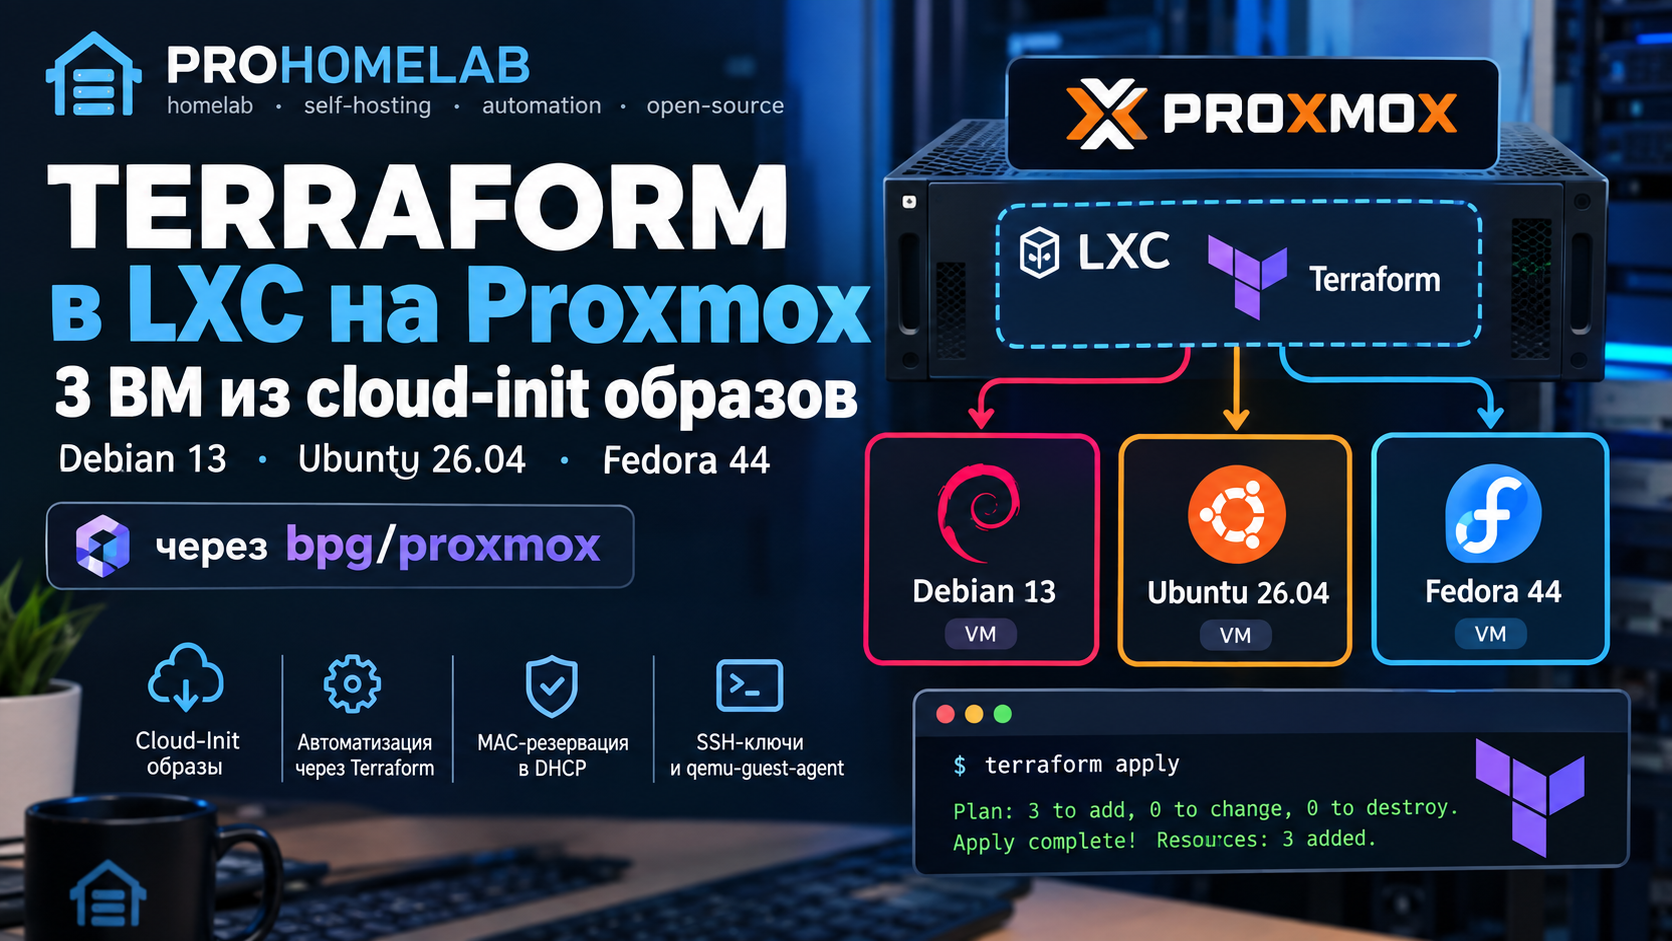 PROHOMELAB
homelab · self-hosting · automation · open-source
TERRAFORM
в LXC на Proxmox
3 ВМ из cloud-init образов
Debian 13 · Ubunty 26.04 · Fedora 44
через bpg/proxmox
Cloud-Init
образы
Автоматизация
через Terraform
MAC-резервация
в DHCP
SSH-ключи
и qemu-guest-agent
PROXMOX
LXC
Terraform
Debian 13
VM
Ubuntu 26.04
VM
Fedora 44
VM
$ terraform apply
Plan: 3 to add, 0 to change, 0 to destroy.
Apply complete! Resources: 3 added.